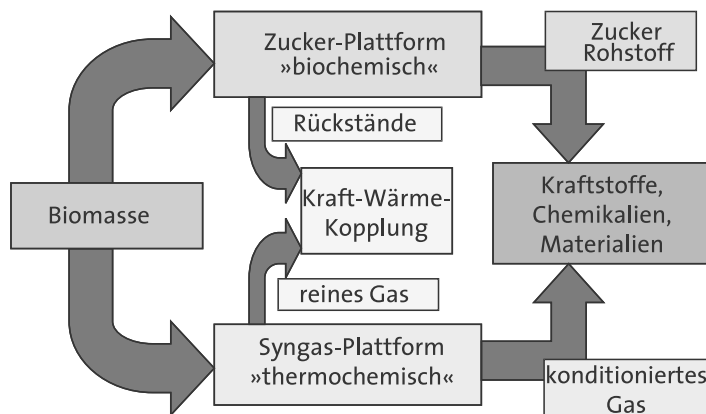 Zucker-Plattform
»biochemisch«
Zucker
Rohstoff
Rückstände
Biomasse
Kraft-Wärme-
Kopplung
Kraftstoffe,
Chemikalien,
Materialien
reines Gas
Syngas-Plattform
»thermochemisch«
konditioniertes
Gas